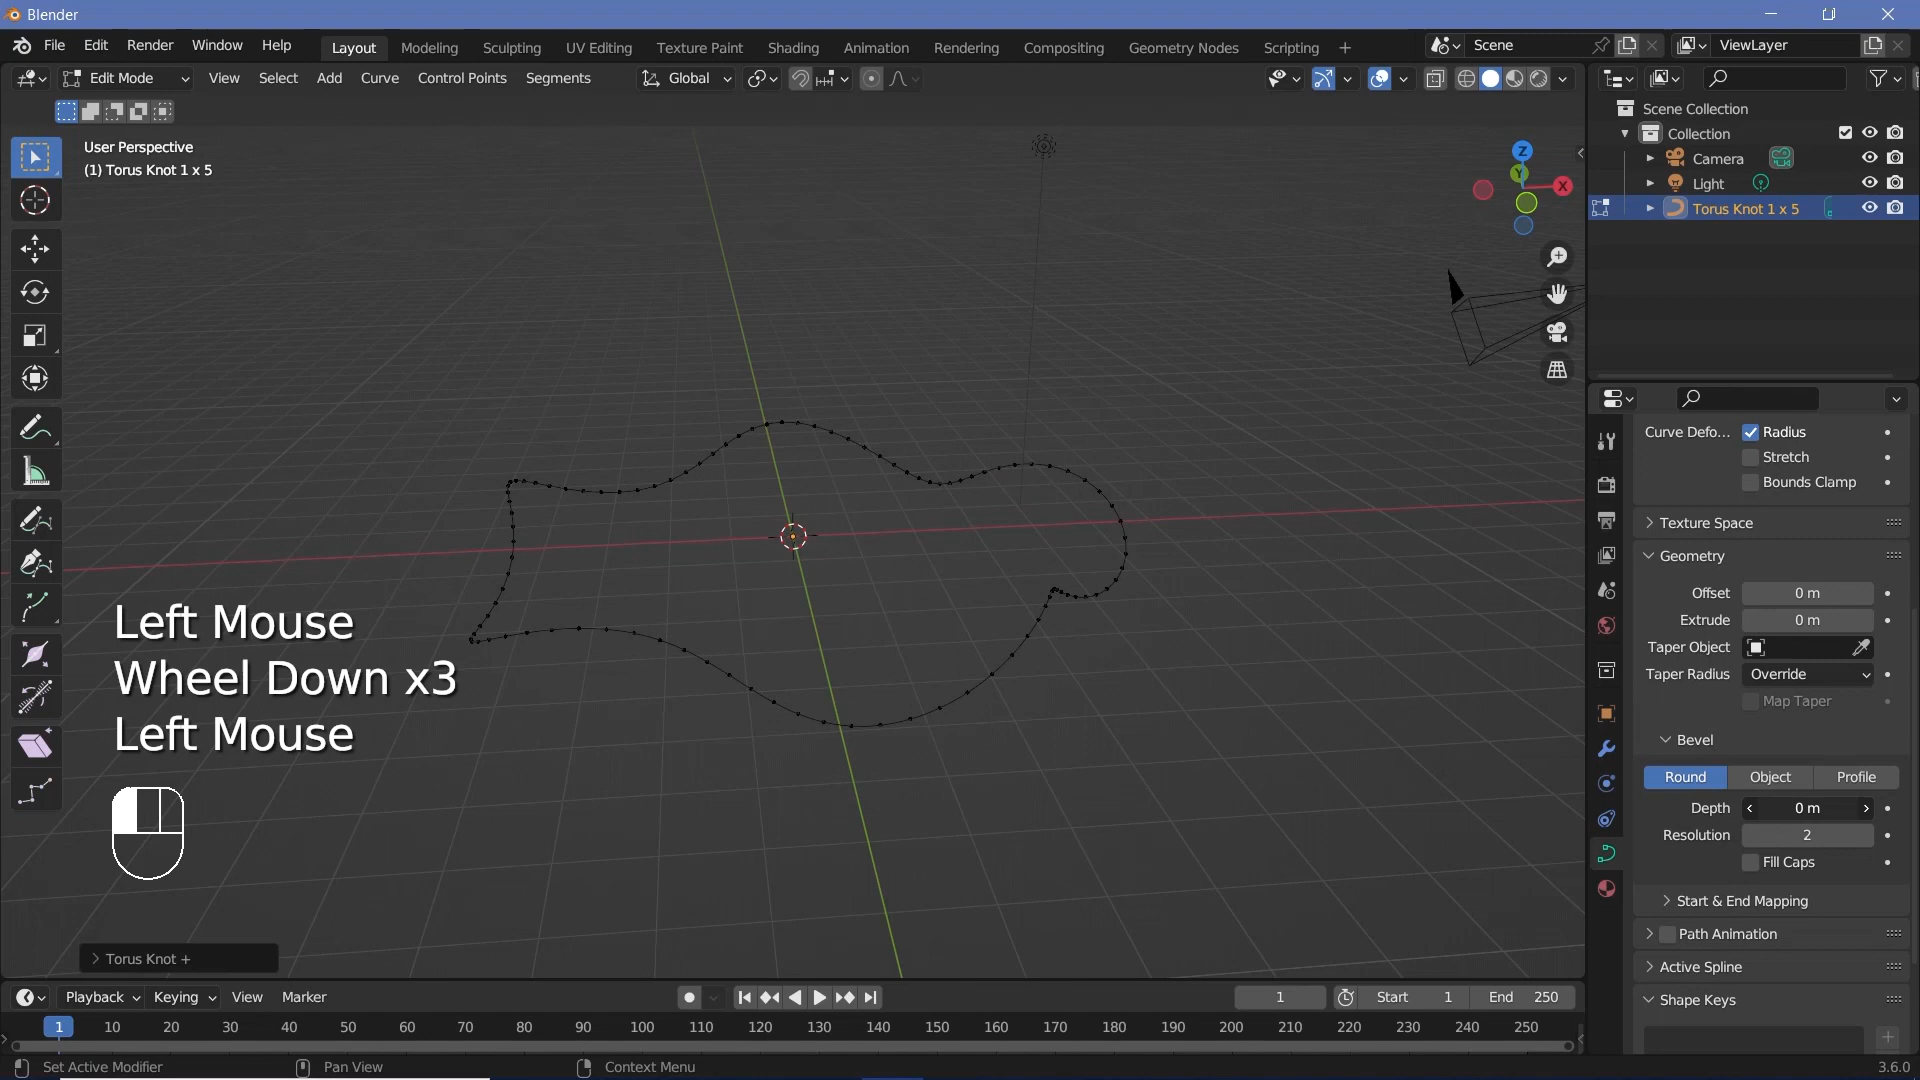 Blender
File Edit Render Window Help Layout Modeling Sculpting UV Editing Texture Paint Shading Animation Rendering Compositing Geometry Nodes Scripting + Scene ViewLayer
Edit Mode View Select Add Curve Control Points Segments Global
User Perspective
(1) Torus Knot 1 x 5
Z
Y
X
Scene Collection
Collection
Camera
Light
Torus Knot 1 x 5
Curve Defo... Radius
Stretch
Bounds Clamp
Texture Space
Geometry
Offset 0 m
Extrude 0 m
Taper Object
Taper Radius Override
Map Taper
Bevel
Round Object Profile
Depth 0 m
Resolution 2
Fill Caps
Start & End Mapping
Path Animation
Active Spline
Shape Keys
Left Mouse
Wheel Down x3
Left Mouse
Torus Knot +
Playback Keying View Marker 1 Start 1 End 250
1 10 20 30 40 50 60 70 80 90 100 110 120 130 140 150 160 170 180 190 200 210 220 230 240 250
Set Active Modifier Pan View Context Menu 3.6.0